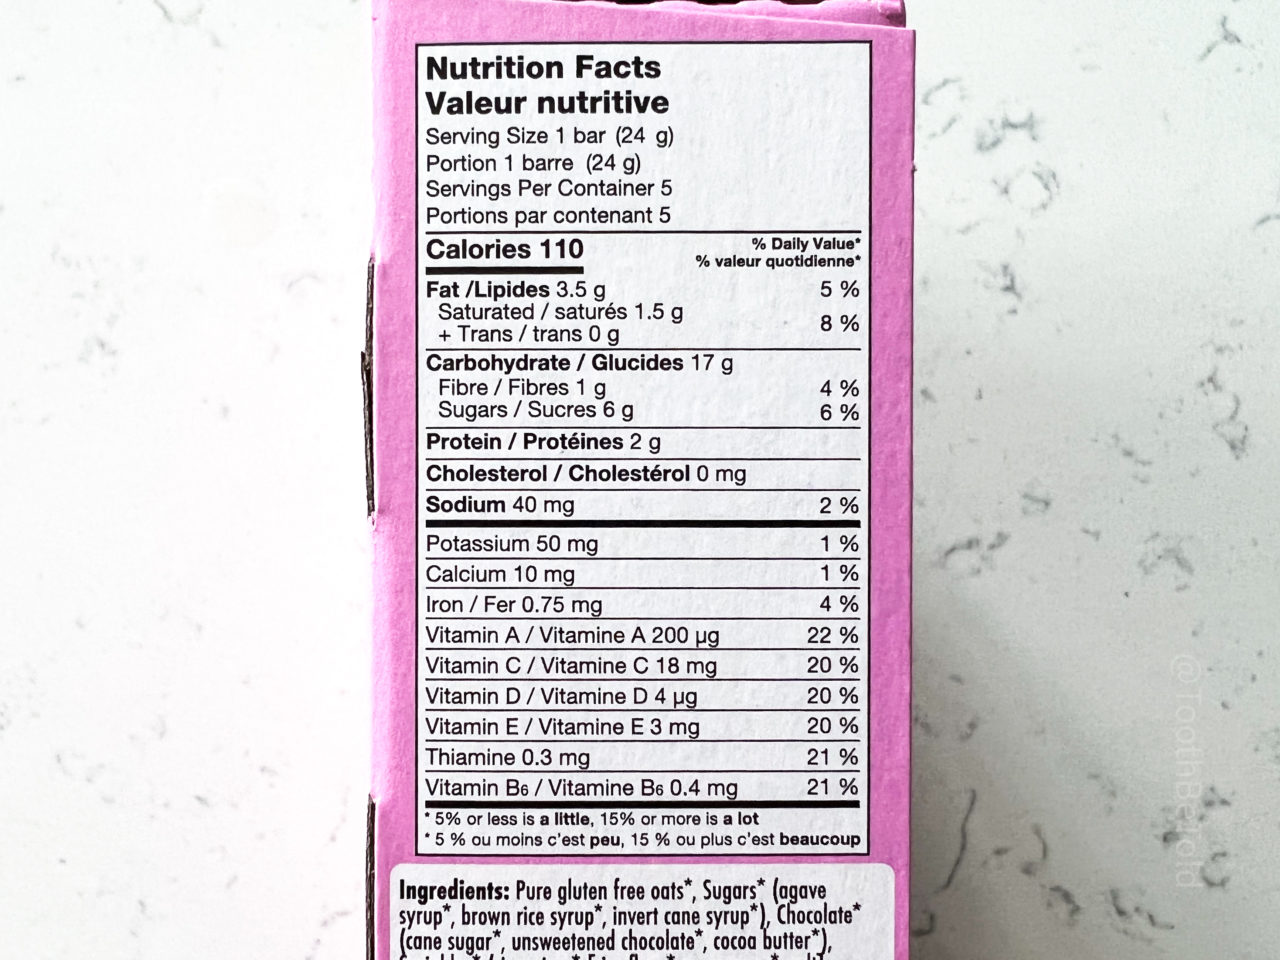 Nutrition Facts
Valeur nutritive
Serving Size 1 bar (24 g)
Portion 1 barre (24 g)
Servings Per Container 5
Portions par contenant 5
Calories 110
% Daily Value*
% valeur quotidienne*
Fat /Lipides 3.5 g 5 %
Saturated / saturés 1.5 g
+ Trans / trans 0 g 8 %
Carbohydrate / Glucides 17 g
Fibre / Fibres 1 g 4 %
Sugars / Sucres 6 g 6 %
Protein / Protéines 2 g
Cholesterol / Cholestérol 0 mg
Sodium 40 mg 2 %
Potassium 50 mg 1 %
Calcium 10 mg 1 %
Iron / Fer 0.75 mg 4 %
Vitamin A / Vitamine A 200 µg 22 %
Vitamin C / Vitamine C 18 mg 20 %
Vitamin D / Vitamine D 4 µg 20 %
Vitamin E / Vitamine E 3 mg 20 %
Thiamine 0.3 mg 21 %
Vitamin B6 / Vitamine B6 0.4 mg 21 %
* 5% or less is a little, 15% or more is a lot
* 5 % ou moins c'est peu, 15 % ou plus c'est beaucoup
Ingredients: Pure gluten free oats*, Sugars* (agave
syrup*, brown rice syrup*, invert cane syrup*), Chocolate*
(cane sugar*, unsweetened chocolate*, cocoa butter*),
@ToothBeTold